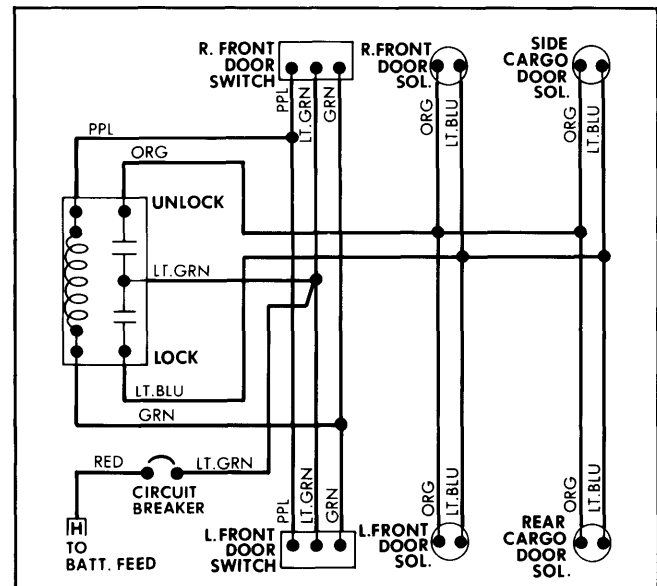 R. FRONT
DOOR
SWITCH
R.FRONT
DOOR
SOL.
SIDE
CARGO
DOOR
SOL.
PPL
LT.GRN
GRN
ORG
LT.BLU
ORG
LT.BLU
PPL
ORG
UNLOCK
LT.GRN
LOCK
LT.BLU
GRN
RED
LT.GRN
CIRCUIT
BREAKER
H
TO
BATT. FEED
PPL
LT.GRN
GRN
ORG
LT.BLU
ORG
LT.BLU
L.FRONT
DOOR
SWITCH
L.FRONT
DOOR
SOL.
REAR
CARGO
DOOR
SOL.